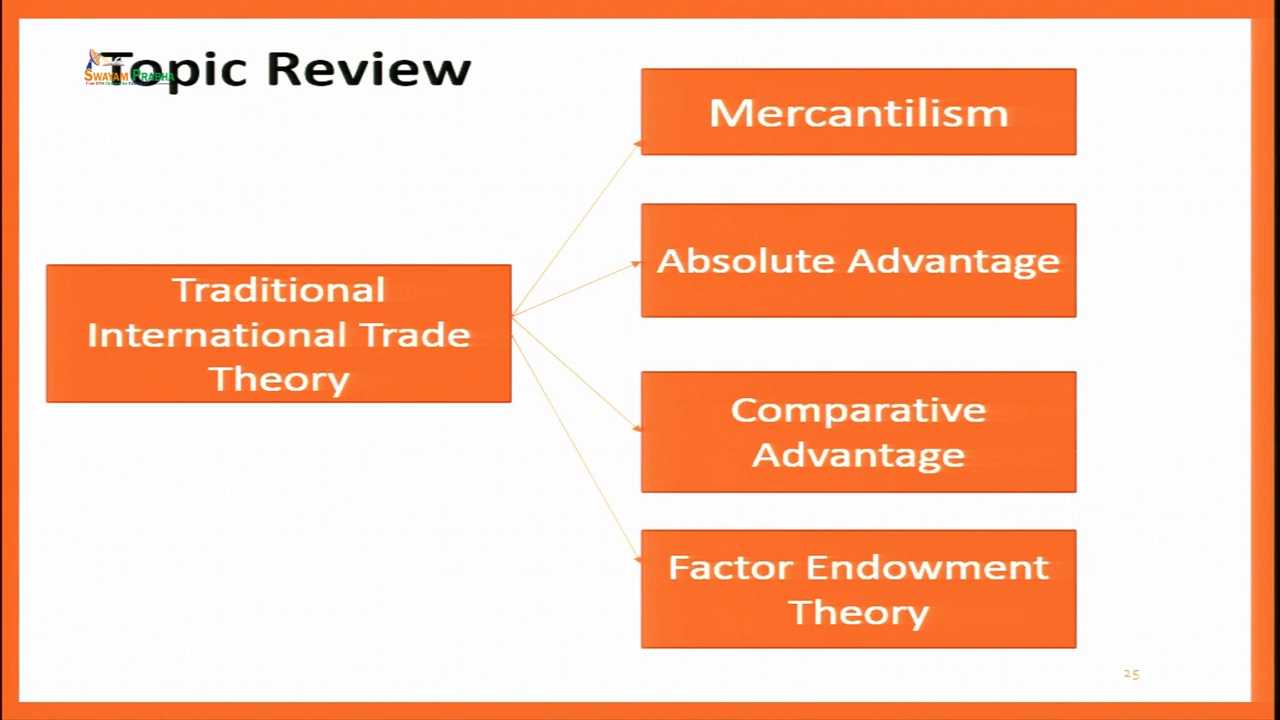 Topic Review
SWAYAM PRABHA
Mercantilism
Absolute Advantage
Traditional
International Trade
Theory
Comparative
Advantage
Factor Endowment
Theory
25